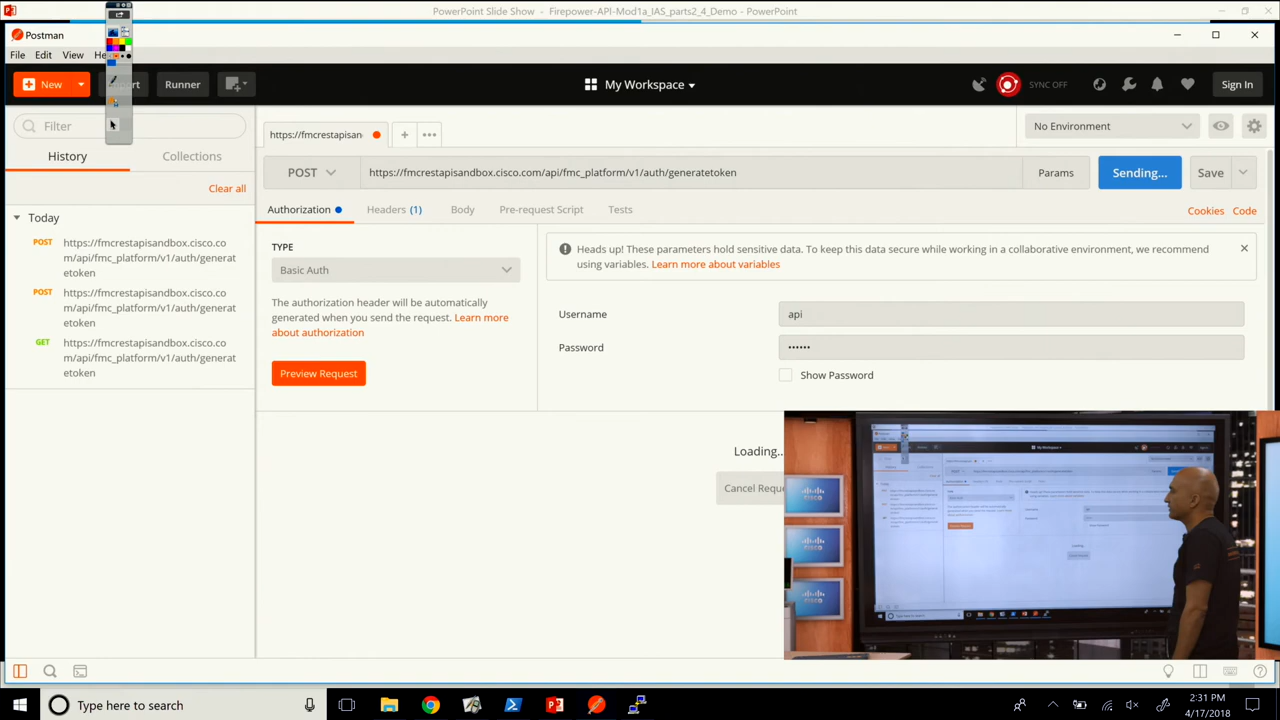 PowerPoint Slide Show - Firepower-API-Mod1a_IAS_parts2_4_Demo - PowerPoint
Postman
File Edit View He
New
ort
Runner
My Workspace
SYNC OFF
Sign In
Filter
History Collections
Clear all
Today
POST https://fmcrestapisandbox.cisco.co
m/api/fmc_platform/v1/auth/generat
etoken
POST https://fmcrestapisandbox.cisco.co
m/api/fmc_platform/v1/auth/generat
etoken
GET https://fmcrestapisandbox.cisco.co
m/api/fmc_platform/v1/auth/generat
etoken
https://fmcrestapisan
No Environment
POST https://fmcrestapisandbox.cisco.com/api/fmc_platform/v1/auth/generatetoken Params Sending... Save
Authorization Headers (1) Body Pre-request Script Tests Cookies Code
TYPE
Basic Auth
The authorization header will be automatically
generated when you send the request. Learn more
about authorization
Preview Request
Heads up! These parameters hold sensitive data. To keep this data secure while working in a collaborative environment, we recommend
using variables. Learn more about variables
Username api
Password ••••••
Show Password
Loading..
Cancel Reque
cisco
cisco
cisco
Type here to search
2:31 PM
4/17/2018